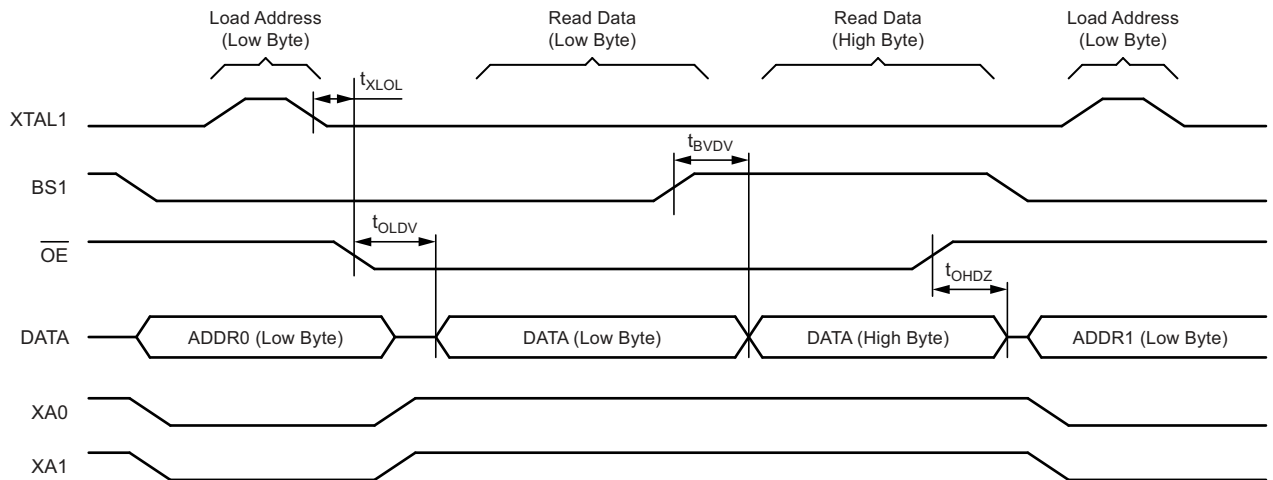 Load Address
(Low Byte)
Read Data
(Low Byte)
Read Data
(High Byte)
Load Address
(Low Byte)
tXLOL
XTAL1
tBVDV
BS1
tOLDV
OE
tOHDZ
DATA
ADDR0 (Low Byte)
DATA (Low Byte)
DATA (High Byte)
ADDR1 (Low Byte)
XA0
XA1